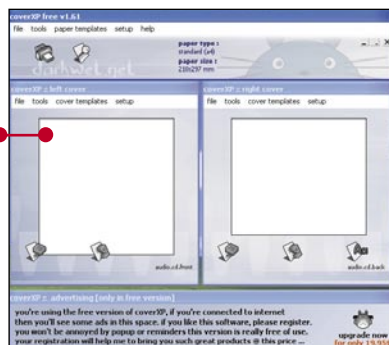 coverXP free v1.61
file tools paper templates setup help
paper type :
standard (a4)
paper size :
210x297 mm
darkwet.net
coverXP :: left cover
file tools cover templates setup
audio.cd.front
coverXP :: right cover
file tools cover templates setup
audio.cd.back
coverXP :: advertising [only in free version]
you're using the free version of coverXP, if you're connected to internet
then you'll see some ads in this space. if you like this software, please register.
you won't be annoyed by popup or reminders this version is really free of use.
your registration will help me to bring you such great products @ this price ...
upgrade now
for only 19.95$